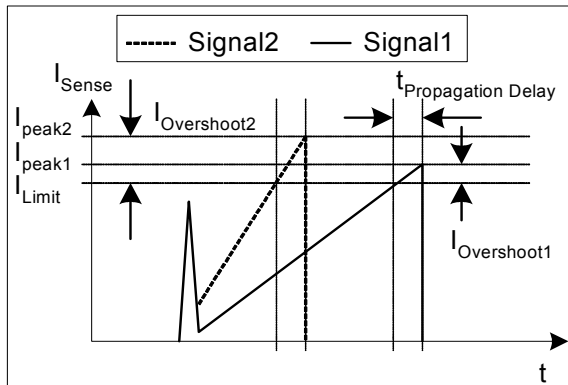 Signal2 Signal1
I_Sense
t_Propagation Delay
I_peak2
I_Overshoot2
I_peak1
I_Limit
I_Overshoot1
t